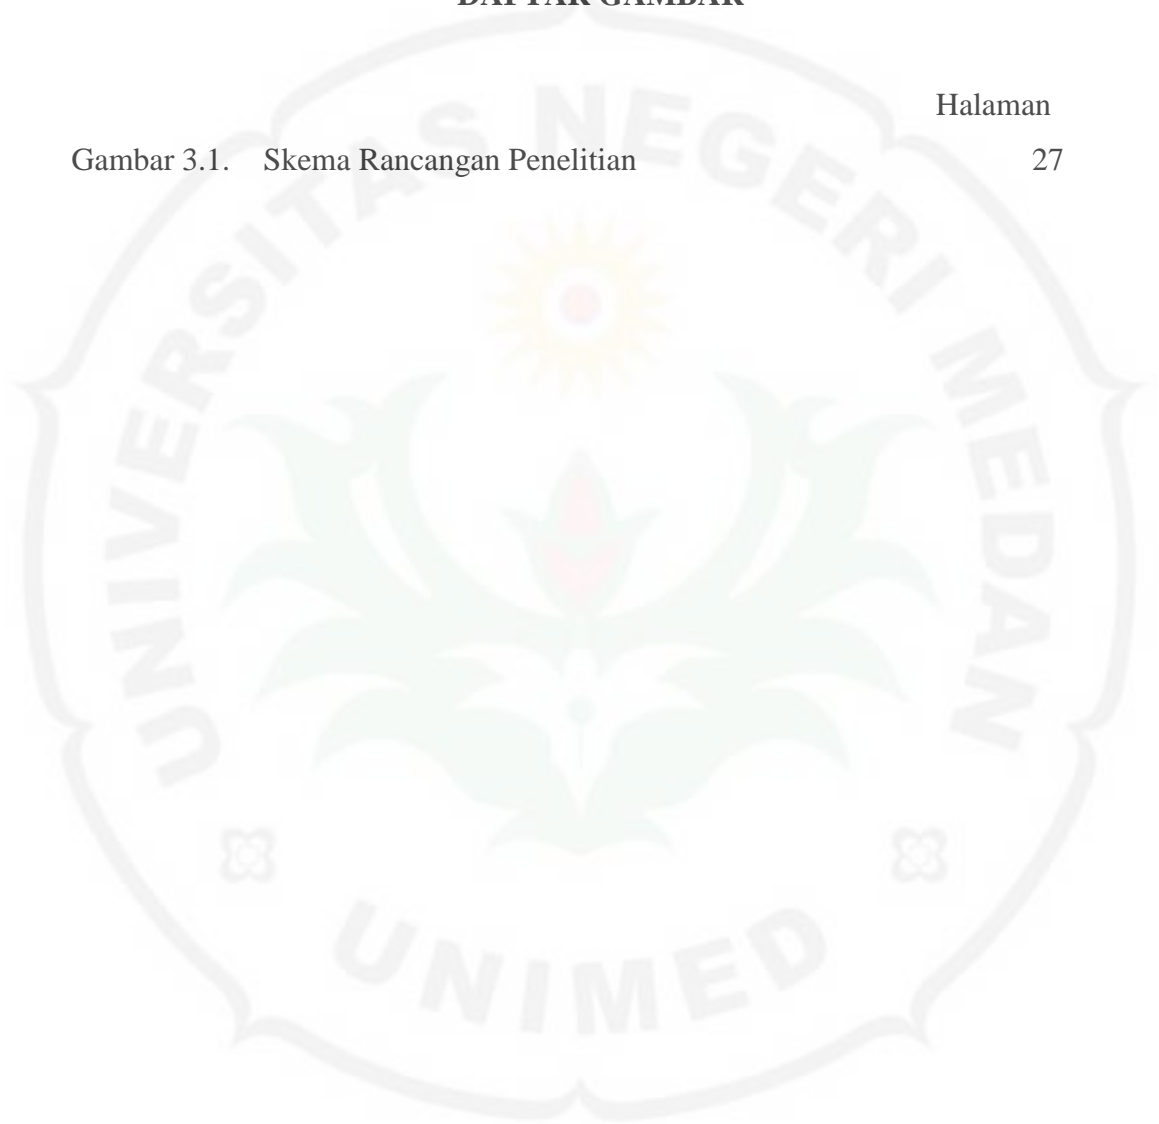 DAFTAR GAMBAR
Halaman
Gambar 3.1. Skema Rancangan Penelitian 27
UNIVERSITAS NEGERI MEDAN
UNIMED